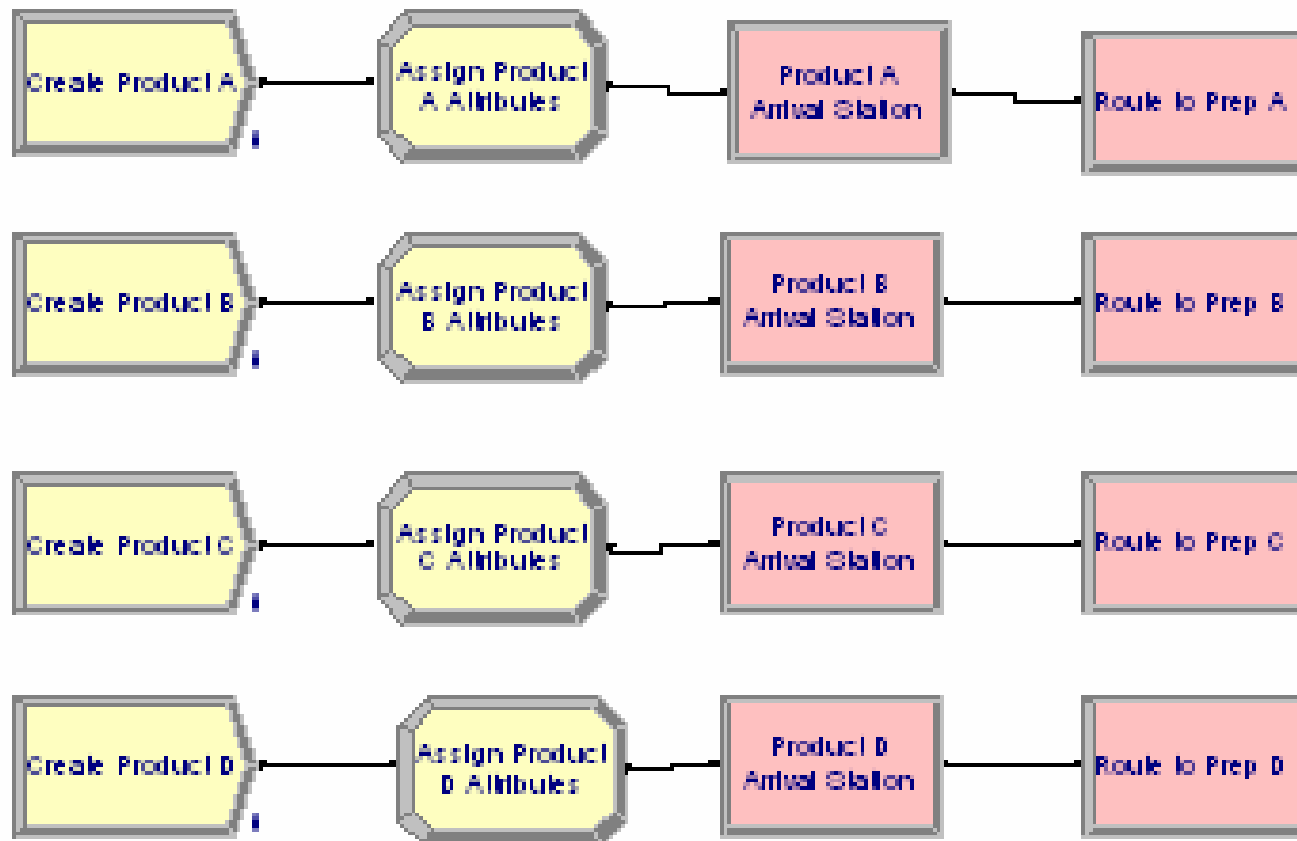 Create Product A
Assign Product
A Attributes
Product A
Arrival Station
Route to Prep A
Create Product B
Assign Product
B Attributes
Product B
Arrival Station
Route to Prep B
Create Product C
Assign Product
C Attributes
Product C
Arrival Station
Route to Prep C
Create Product D
Assign Product
D Attributes
Product D
Arrival Station
Route to Prep D